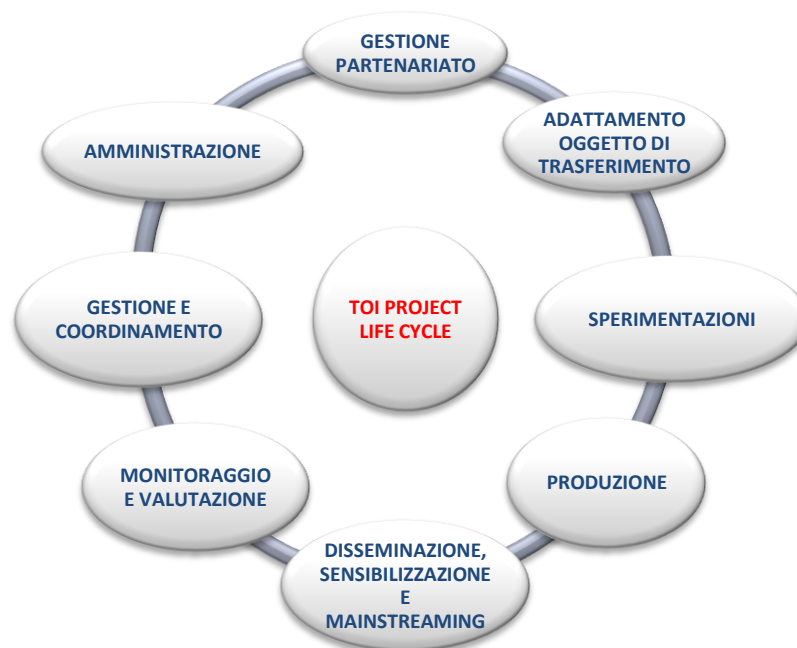 GESTIONE
PARTENARIATO
ADATTAMENTO
OGGETTO DI
TRASFERIMENTO
SPERIMENTAZIONI
PRODUZIONE
DISSEMINAZIONE,
SENSIBILIZZAZIONE
E
MAINSTREAMING
MONITORAGGIO
E VALUTAZIONE
GESTIONE E
COORDINAMENTO
AMMINISTRAZIONE
TOI PROJECT
LIFE CYCLE